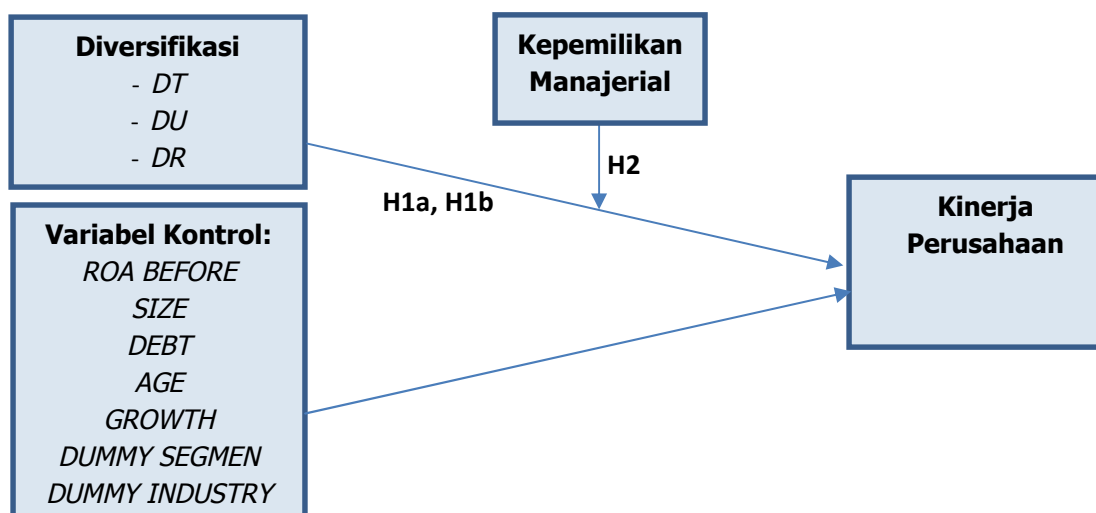 Diversifikasi
- DT
- DU
- DR
Kepemilikan
Manajerial
H2
H1a, H1b
Variabel Kontrol:
ROA BEFORE
SIZE
DEBT
AGE
GROWTH
DUMMY SEGMEN
DUMMY INDUSTRY
Kinerja
Perusahaan